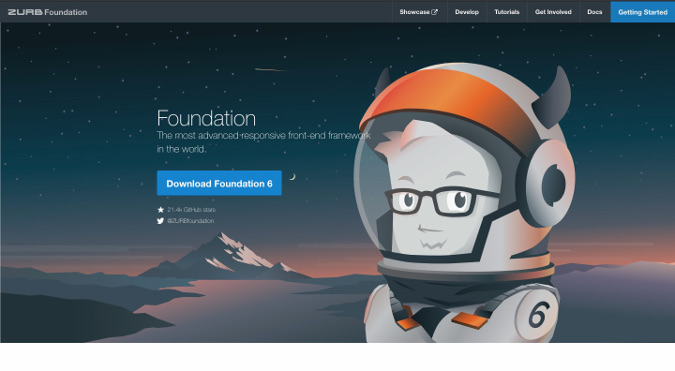 ZURB Foundation
Showcase
Develop
Tutorials
Get Involved
Docs
Getting Started
Foundation
The most advanced responsive front-end framework
in the world.
Download Foundation 6
21.4k GitHub stars
@ZURBfoundation
6